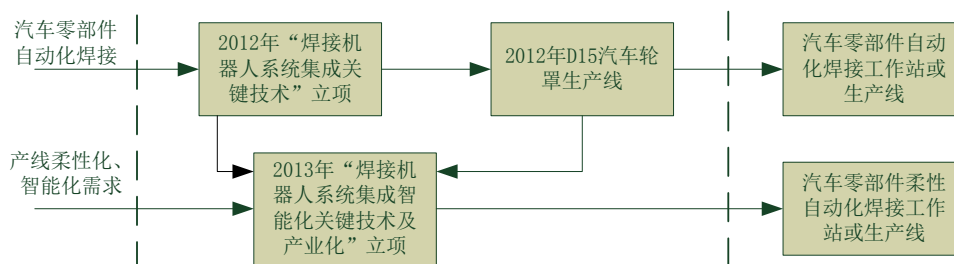 汽车零部件
自动化焊接
2012年“焊接机
器人系统集成关
键技术”立项
2012年D15汽车轮
罩生产线
汽车零部件自动
化焊接工作站或
生产线
产线柔性化、
智能化需求
2013年“焊接机
器人系统集成智
能化关键技术及
产业化”立项
汽车零部件柔性
自动化焊接工作
站或生产线